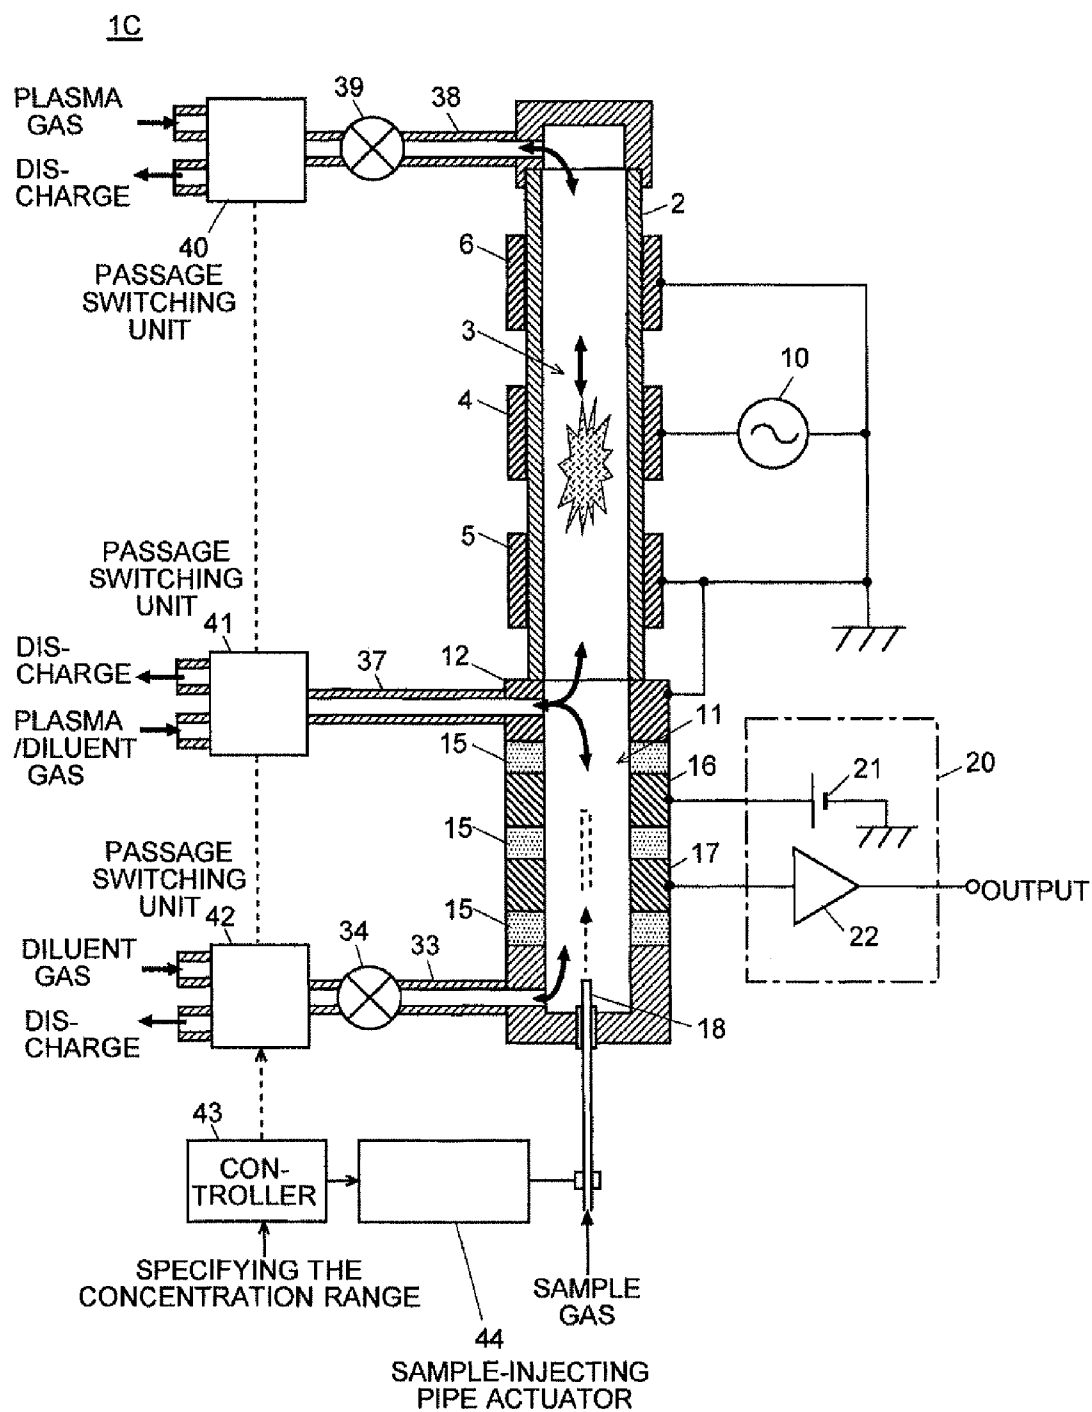 1C
PLASMA
GAS
39
38
DIS-
CHARGE
2
40
PASSAGE
SWITCHING
UNIT
6
3
10
4
5
PASSAGE
SWITCHING
UNIT
41
DIS-
CHARGE
37
12
PLASMA
/DILUENT
GAS
11
15
16
21
20
PASSAGE
SWITCHING
UNIT
15
17
OUTPUT
42
15
22
DILUENT
GAS
34
33
DIS-
CHARGE
18
43
CON-
TROLLER
SPECIFYING THE
CONCENTRATION RANGE
SAMPLE
GAS
44
SAMPLE-INJECTING
PIPE ACTUATOR